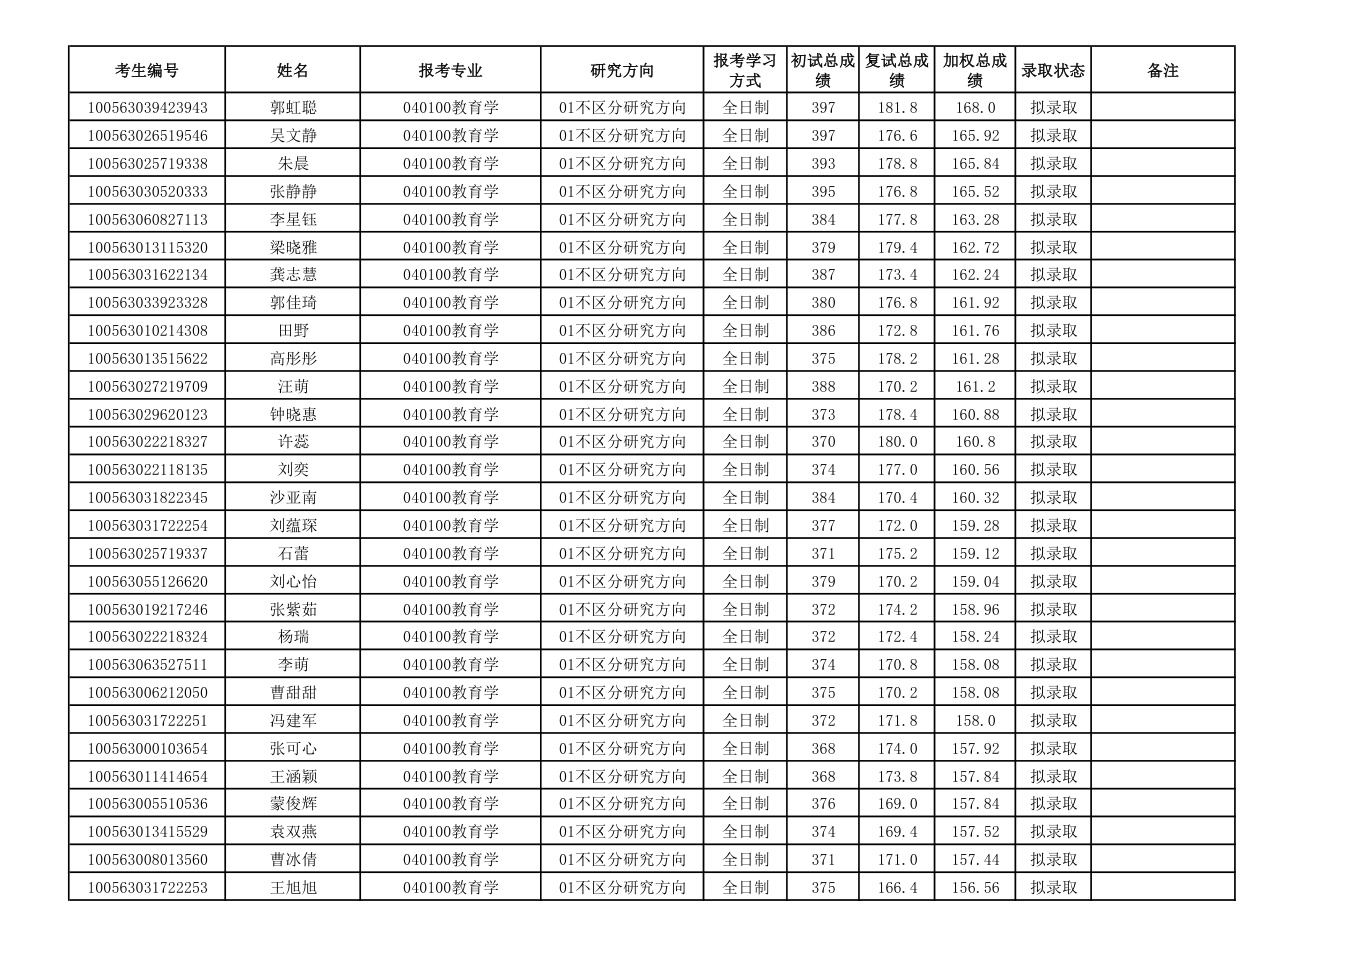 考生编号 姓名 报考专业 研究方向 报考学习方式 初试总成绩 复试总成绩 加权总成绩 录取状态 备注
100563039423943 郭虹聪 040100教育学 01不区分研究方向 全日制 397 181.8 168.0 拟录取
100563026519546 吴文静 040100教育学 01不区分研究方向 全日制 397 176.6 165.92 拟录取
100563025719338 朱晨 040100教育学 01不区分研究方向 全日制 393 178.8 165.84 拟录取
100563030520333 张静静 040100教育学 01不区分研究方向 全日制 395 176.8 165.52 拟录取
100563060827113 李星钰 040100教育学 01不区分研究方向 全日制 384 177.8 163.28 拟录取
100563013115320 梁晓雅 040100教育学 01不区分研究方向 全日制 379 179.4 162.72 拟录取
100563031622134 龚志慧 040100教育学 01不区分研究方向 全日制 387 173.4 162.24 拟录取
100563033923328 郭佳琦 040100教育学 01不区分研究方向 全日制 380 176.8 161.92 拟录取
100563010214308 田野 040100教育学 01不区分研究方向 全日制 386 172.8 161.76 拟录取
100563013515622 高彤彤 040100教育学 01不区分研究方向 全日制 375 178.2 161.28 拟录取
100563027219709 汪萌 040100教育学 01不区分研究方向 全日制 388 170.2 161.2 拟录取
100563029620123 钟晓惠 040100教育学 01不区分研究方向 全日制 373 178.4 160.88 拟录取
100563022218327 许蕊 040100教育学 01不区分研究方向 全日制 370 180.0 160.8 拟录取
100563022118135 刘奕 040100教育学 01不区分研究方向 全日制 374 177.0 160.56 拟录取
100563031822345 沙亚南 040100教育学 01不区分研究方向 全日制 384 170.4 160.32 拟录取
100563031722254 刘蕴琛 040100教育学 01不区分研究方向 全日制 377 172.0 159.28 拟录取
100563025719337 石蕾 040100教育学 01不区分研究方向 全日制 371 175.2 159.12 拟录取
100563055126620 刘心怡 040100教育学 01不区分研究方向 全日制 379 170.2 159.04 拟录取
100563019217246 张紫茹 040100教育学 01不区分研究方向 全日制 372 174.2 158.96 拟录取
100563022218324 杨瑞 040100教育学 01不区分研究方向 全日制 372 172.4 158.24 拟录取
100563063527511 李萌 040100教育学 01不区分研究方向 全日制 374 170.8 158.08 拟录取
100563006212050 曹甜甜 040100教育学 01不区分研究方向 全日制 375 170.2 158.08 拟录取
100563031722251 冯建军 040100教育学 01不区分研究方向 全日制 372 171.8 158.0 拟录取
100563000103654 张可心 040100教育学 01不区分研究方向 全日制 368 174.0 157.92 拟录取
100563011414654 王涵颖 040100教育学 01不区分研究方向 全日制 368 173.8 157.84 拟录取
100563005510536 蒙俊辉 040100教育学 01不区分研究方向 全日制 376 169.0 157.84 拟录取
100563013415529 袁双燕 040100教育学 01不区分研究方向 全日制 374 169.4 157.52 拟录取
100563008013560 曹冰倩 040100教育学 01不区分研究方向 全日制 371 171.0 157.44 拟录取
100563031722253 王旭旭 040100教育学 01不区分研究方向 全日制 375 166.4 156.56 拟录取